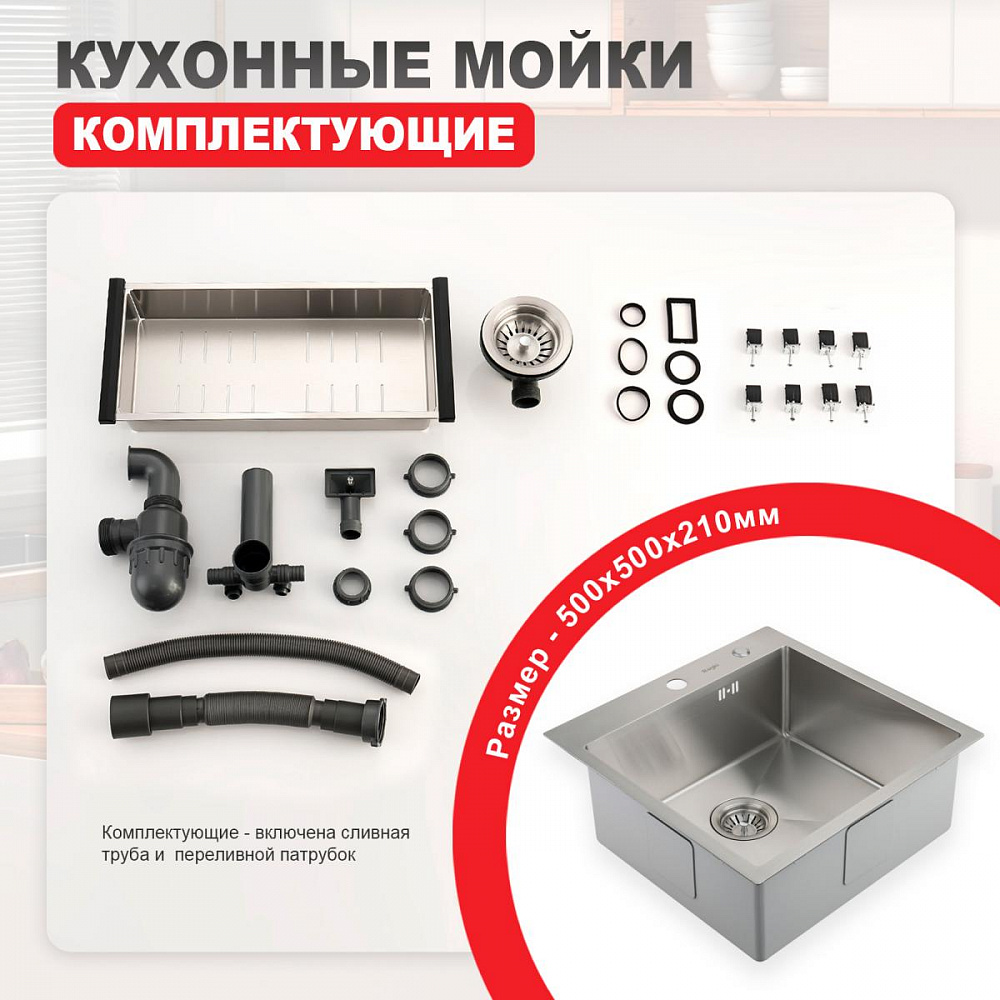 КУХОННЫЕ МОЙКИ
КОМПЛЕКТУЮЩИЕ
Размер - 500х500х210мм
Комплектующие - включена сливная
труба и переливной патрубок